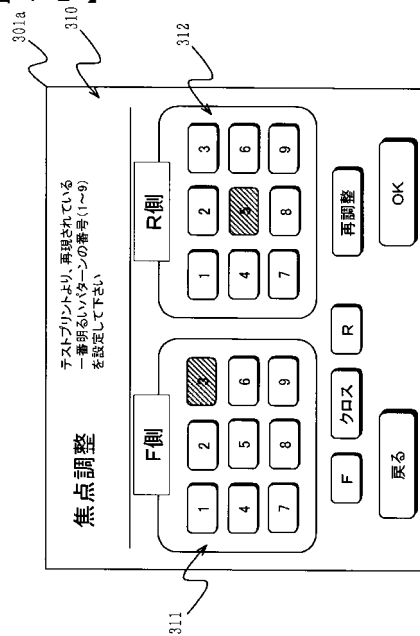 301a
310
焦点調整
テストプリントより、再現されている
一番明るいパターンの番号(1~9)
を設定して下さい
F側
R側
312
1 2 3
4 5 6
7 8 9
1 2 3
4 5 6
7 8 9
311
F クロス R 再調整
戻る OK